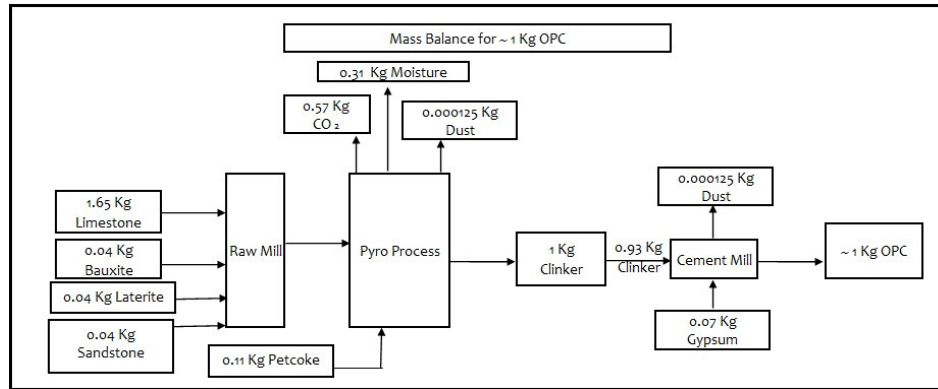 Mass Balance for ~ 1 Kg OPC
0.31 Kg Moisture
0.57 Kg
CO 2
0.000125 Kg
Dust
1.65 Kg
Limestone
0.04 Kg
Bauxite
0.04 Kg Laterite
0.04 Kg
Sandstone
Raw Mill
Pyro Process
0.11 Kg Petcoke
1 Kg
Clinker
0.93 Kg
Clinker
0.000125 Kg
Dust
Cement Mill
0.07 Kg
Gypsum
~ 1 Kg OPC